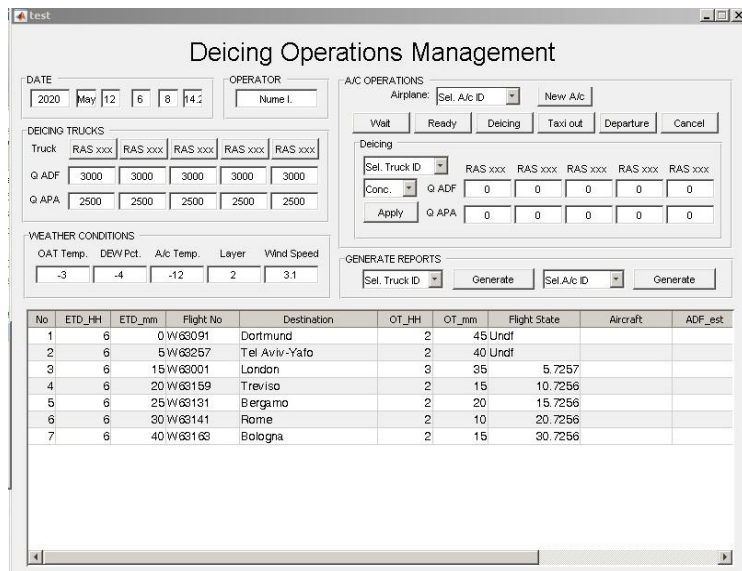 test
Deicing Operations Management
DATE
2020 May 12 6 8 14.2
OPERATOR
Nume I.
DEICING TRUCKS
Truck RAS xxx RAS xxx RAS xxx RAS xxx RAS xxx
Q ADF 3000 3000 3000 3000 3000
Q APA 2500 2500 2500 2500 2500
WEATHER CONDITIONS
OAT Temp. DEW Pct. A/c Temp. Layer Wind Speed
-3 -4 -12 2 3.1
A/C OPERATIONS
Airplane: Sel. A/c ID New A/c
Wait Ready Deicing Taxi out Departure Cancel
Deicing
Sel. Truck ID RAS xxx RAS xxx RAS xxx RAS xxx RAS xxx
Conc. Q ADF 0 0 0 0 0
Apply Q APA 0 0 0 0 0
GENERATE REPORTS
Sel. Truck ID Generate Sel.A/c ID Generate
No ETD_HH ETD_mm Flight No Destination OT_HH OT_mm Flight State Aircraft ADF_est
1 6 0 W63091 Dortmund 2 45 Undf
2 6 5 W63257 Tel Aviv-Yafo 2 40 Undf
3 6 15 W63001 London 3 35 5.7257
4 6 20 W63159 Treviso 2 15 10.7256
5 6 25 W63131 Bergamo 2 20 15.7256
6 6 30 W63141 Rome 2 10 20.7256
7 6 40 W63163 Bologna 2 15 30.7256